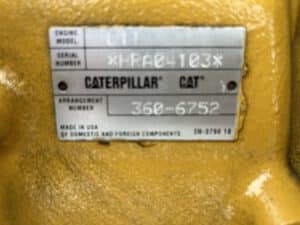 ENGINE
MODEL
C11
SERIAL
NUMBER
CATERPILLAR® CAT®
ARRANGEMENT
NUMBER
360-6752
MADE IN USA
OF DOMESTIC AND FOREIGN COMPONENTS